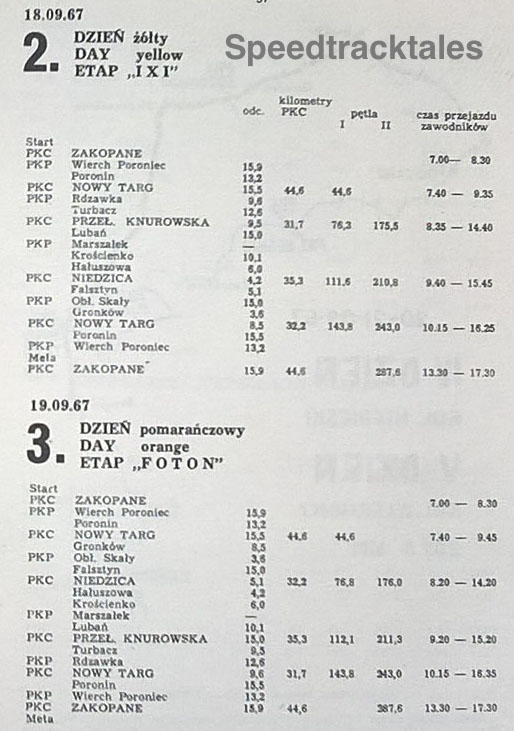 18.09.67
2. DZIEŃ żółty
DAY yellow
ETAP „I X I"
Speedtracktales
kilometry
odc. PKC pętla czas przejazdu
I II zawodników
Start
PKC ZAKOPANE 7.00— 8.30
PKP Wierch Poroniec 15,9
Poronin 13,2
PKC NOWY TARG 15,5 44,6 44,6 7.40 — 9.35
PKP Rdzawka 9,6
Turbacz 12,6
PKC PRZEŁ. KNUROWSKA 9,5 31,7 76,3 175,5 8.35 — 14.40
Lubań 15,0
PKP Marszałek —
Krościenko 10,1
Hałuszowa 6,0
PKC NIEDZICA 4,2 35,3 111,6 210,8 9.40 — 15.45
Falsztyn 5,1
PKP Obł. Skały 15,0
Gronków 3,6
PKC NOWY TARG 8,5 32,2 143,8 243,0 10.15 — 16.25
Poronin 15,5
PKP Wierch Poroniec 13,2
Meta
PKC ZAKOPANE 15,9 44,6 287,6 13.30 — 17.30
19.09.67
3. DZIEŃ pomarańczowy
DAY orange
ETAP „F O T O N"
Start
PKC ZAKOPANE 7.00 — 8.30
PKP Wierch Poroniec 15,9
Poronin 13,2
PKC NOWY TARG 15,5 44,6 44,6 7.40 — 9.45
Gronków 8,5
PKP Obł. Skały 3,6
Falsztyn 15,0
PKC NIEDZICA 5,1 32,2 76,8 176,0 8.20 — 14.20
Hałuszowa 4,2
Krościenko 6,0
PKP Marszałek —
Lubań 10,1
PKC PRZEŁ. KNUROWSKA 15,0 35,3 112,1 211,3 9.20 — 15.20
Turbacz 9,5
PKP Rdzawka 12,6
PKC NOWY TARG 9,6 31,7 143,8 243,0 10.15 — 16.35
Poronin 15,5
PKP Wierch Poroniec 13,2
PKC ZAKOPANE 15,9 44,6 287,6 13.30 — 17.30
Meta